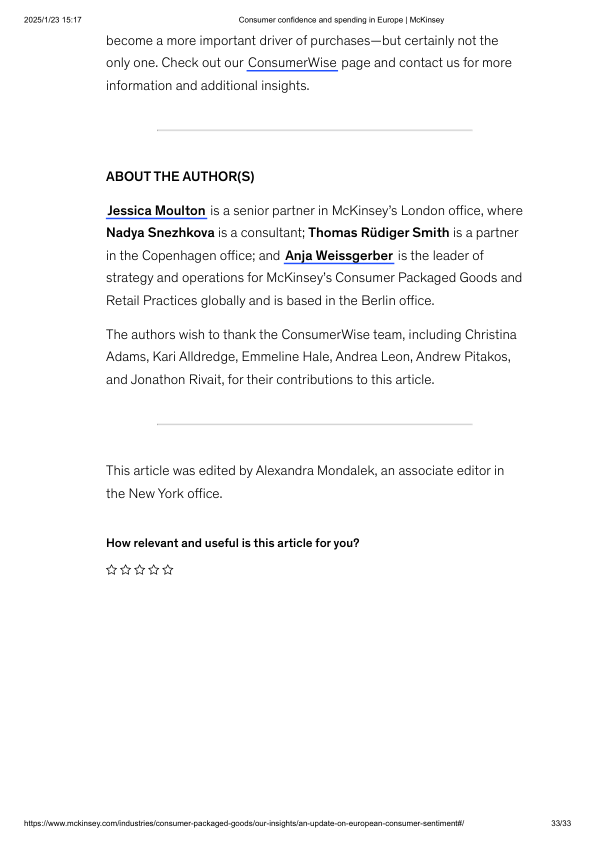 2025/1/23 15:17 Consumer confidence and spending in Europe | McKinsey
become a more important driver of purchases—but certainly not the
only one. Check out our ConsumerWise page and contact us for more
information and additional insights.
ABOUT THE AUTHOR(S)
Jessica Moulton is a senior partner in McKinsey’s London office, where
Nadya Snezhkova is a consultant; Thomas Rüdiger Smith is a partner
in the Copenhagen office; and Anja Weissgerber is the leader of
strategy and operations for McKinsey’s Consumer Packaged Goods and
Retail Practices globally and is based in the Berlin office.
The authors wish to thank the ConsumerWise team, including Christina
Adams, Kari Alldredge, Emmeline Hale, Andrea Leon, Andrew Pitakos,
and Jonathon Rivait, for their contributions to this article.
This article was edited by Alexandra Mondalek, an associate editor in
the New York office.
How relevant and useful is this article for you?
https://www.mckinsey.com/industries/consumer-packaged-goods/our-insights/an-update-on-european-consumer-sentiment#/ 33/33